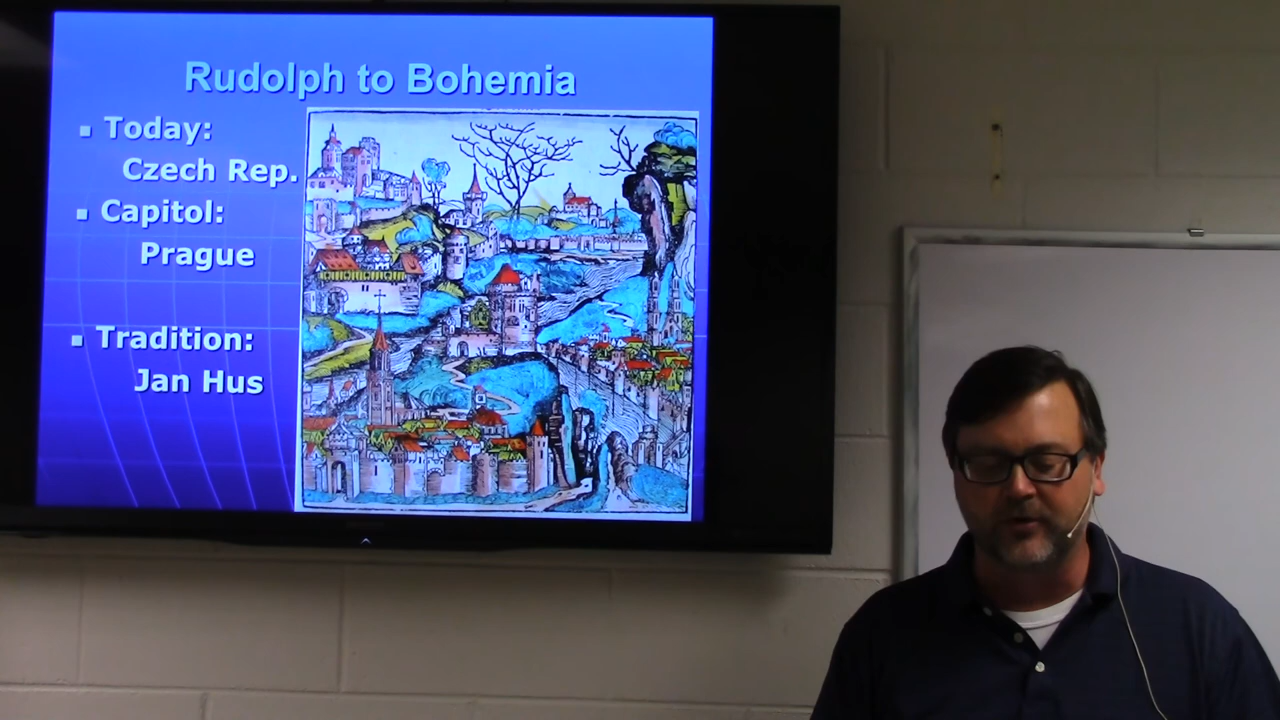 Rudolph to Bohemia
Today:
Czech Rep.
Capitol:
Prague
Tradition:
Jan Hus